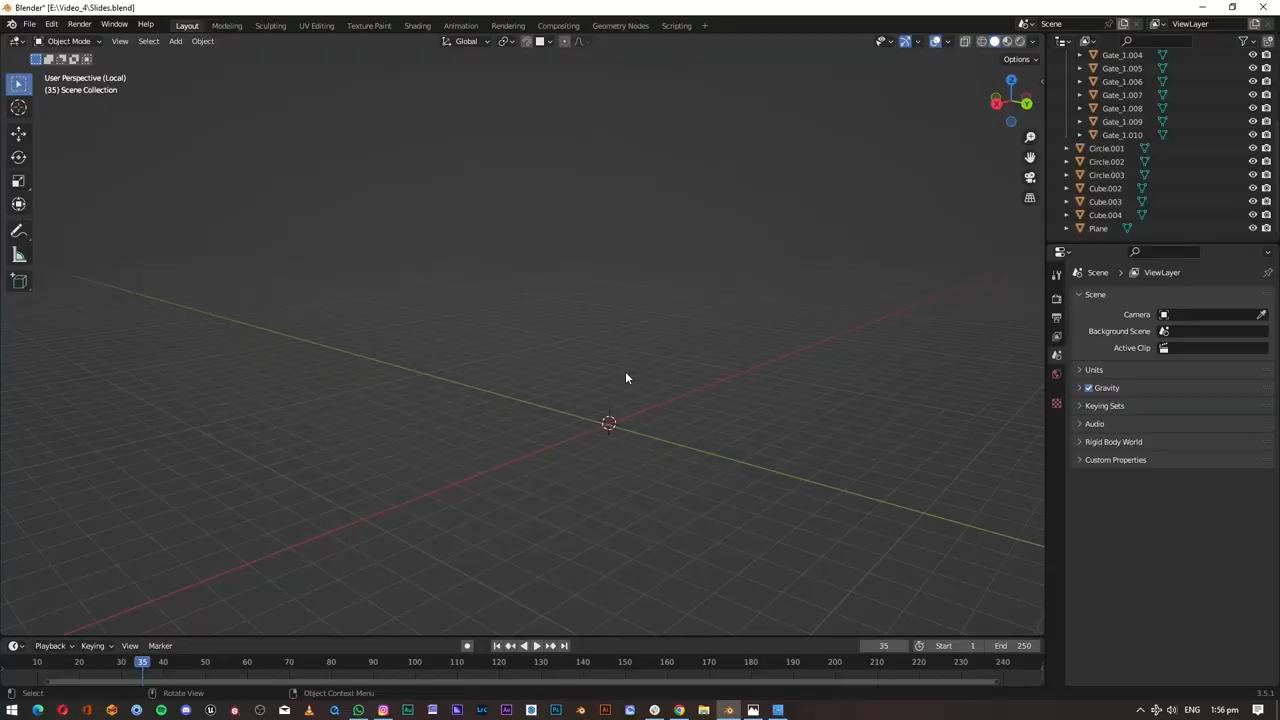 Blender* [E:\Video_4\Slides.blend]
File Edit Render Window Help Layout Modeling Sculpting UV Editing Texture Paint Shading Animation Rendering Compositing Geometry Nodes Scripting + Scene ViewLayer
Object Mode View Select Add Object Global
Options
User Perspective (Local)
(35) Scene Collection
Z
X
Y
Gate_1.004
Gate_1.005
Gate_1.006
Gate_1.007
Gate_1.008
Gate_1.009
Gate_1.010
Circle.001
Circle.002
Circle.003
Cube.002
Cube.003
Cube.004
Plane
Scene ViewLayer
Scene
Camera
Background Scene
Active Clip
Units
Gravity
Keying Sets
Audio
Rigid Body World
Custom Properties
Playback Keying View Marker 35 Start 1 End 250
10 20 30 35 40 50 60 70 80 90 100 110 120 130 140 150 160 170 180 190 200 210 220 230 240
Select Rotate View Object Context Menu 3.5.1
ENG 1:56 pm